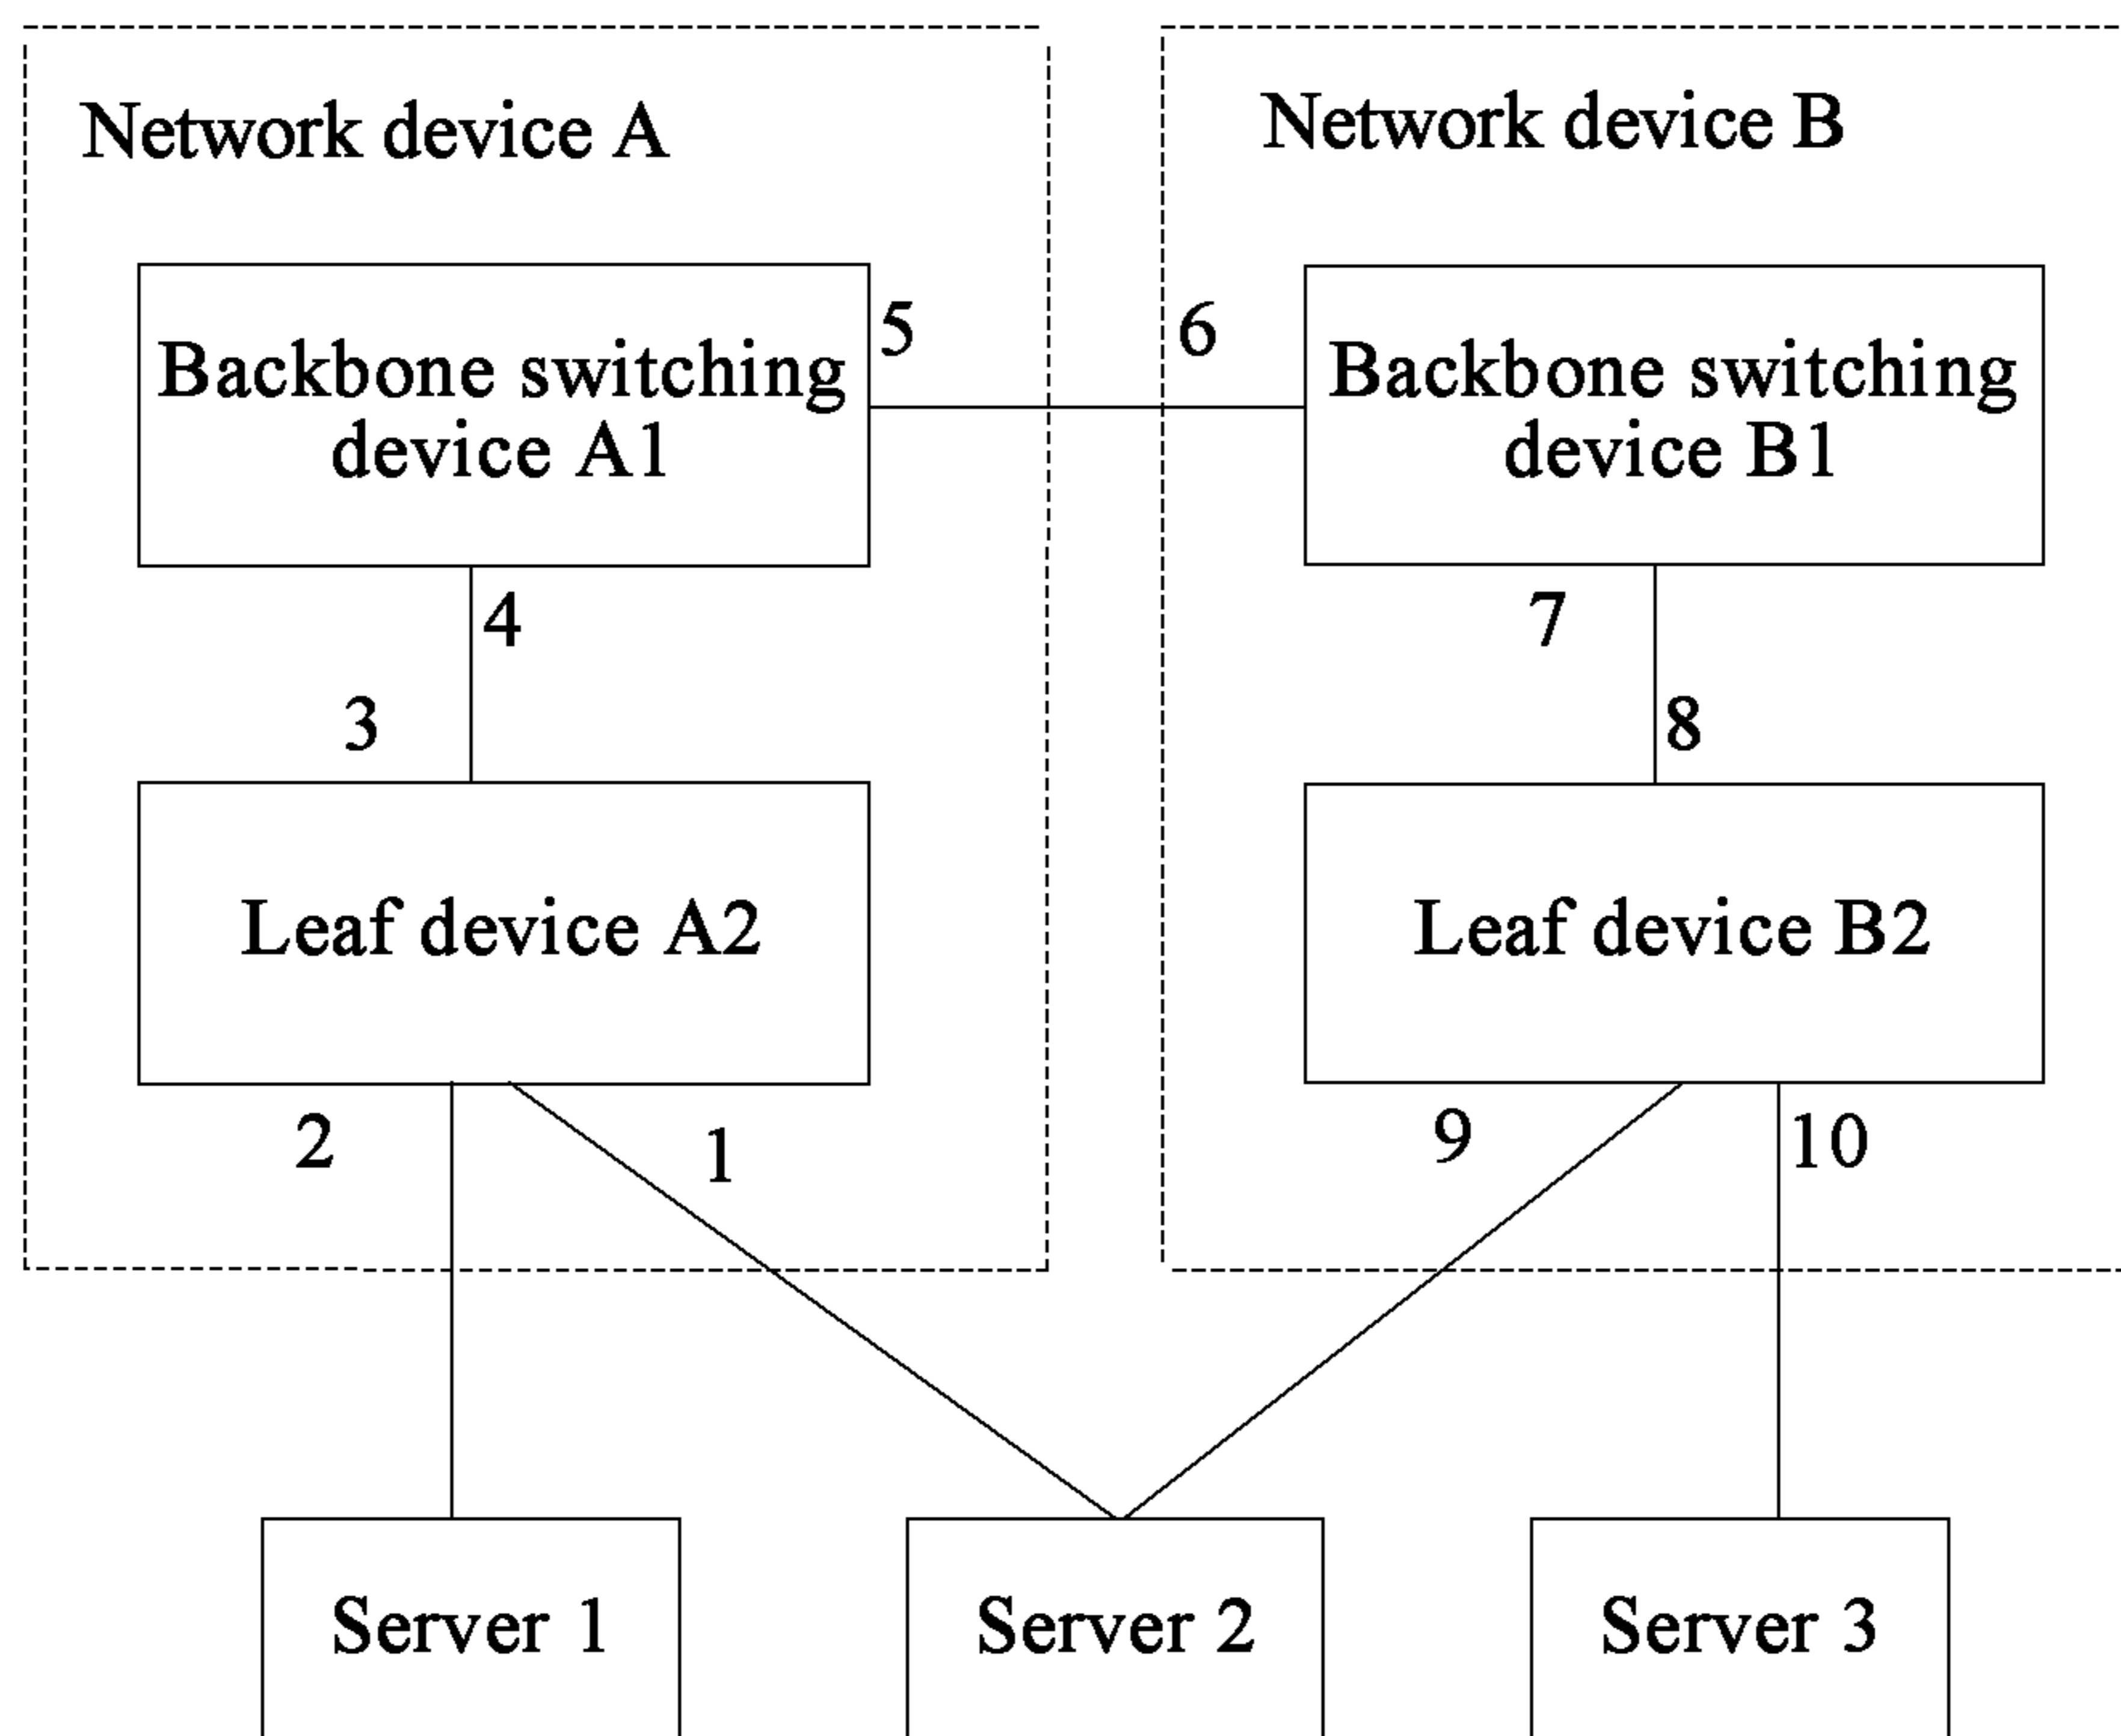 Network device A
Network device B
Backbone switching
device A1
5
6
Backbone switching
device B1
4
7
3
8
Leaf device A2
Leaf device B2
2
1
9
10
Server 1
Server 2
Server 3